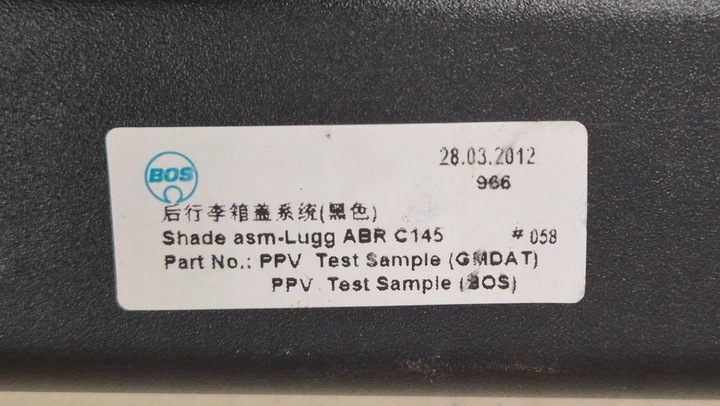 BOS
28.03.2012
966
后行李箱盖系统(黑色)
Shade asm-Lugg ABR C145 # 058
Part No.: PPV Test Sample (GMDAT)
PPV Test Sample (BOS)